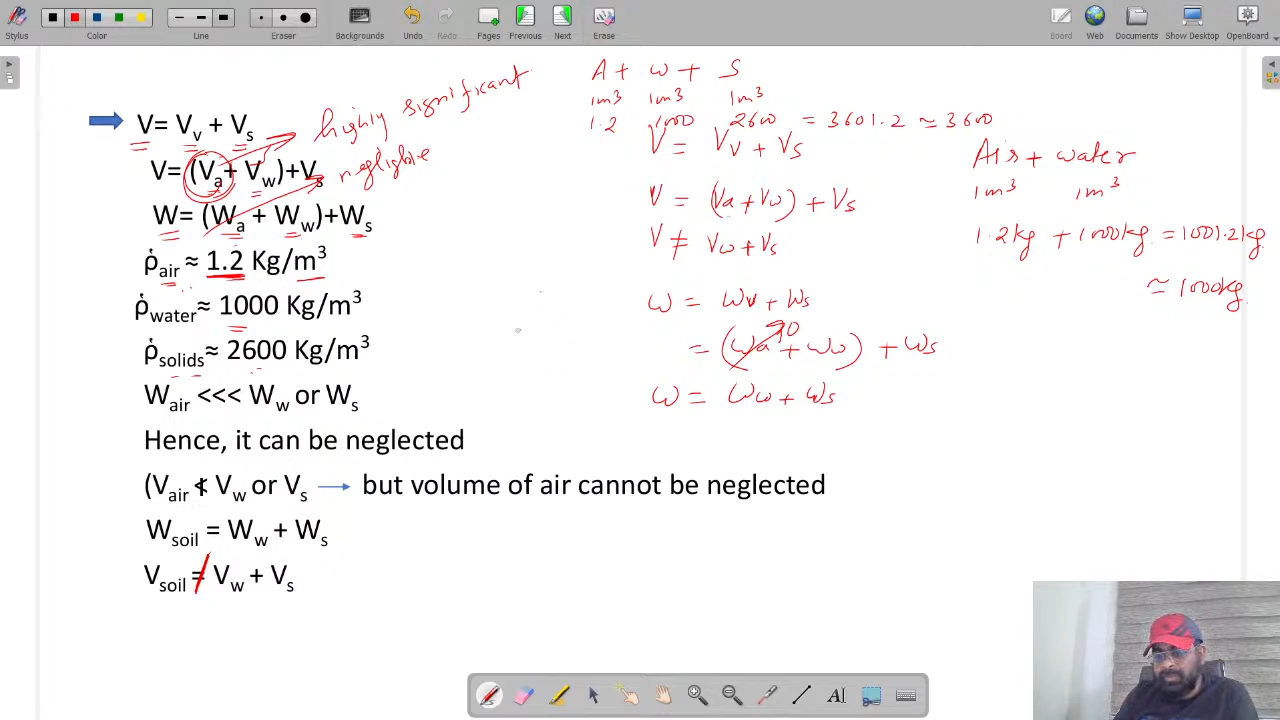 Stylus Color Line Eraser Backgrounds Undo Redo Pages Previous Next Erase Board Web Documents Show Desktop OpenBoard
V= Vv + Vs
V= (Va+ Vw)+Vs
W= (Wa + Ww)+Ws
ṗair ≈ 1.2 Kg/m³
ṗwater≈ 1000 Kg/m³
ṗsolids≈ 2600 Kg/m³
Wair <<< Ww or Ws
Hence, it can be neglected
(Vair ≮ Vw or Vs → but volume of air cannot be neglected
Wsoil = Ww + Ws
Vsoil ≠ Vw + Vs
highly significant
negligible
A + w + S
1m³ 1m³ 1m³
1.2 1000 2600 = 3601.2 ≈ 3600
V = Vv + Vs
V = (Va + Vw) + Vs
V ≠ Vw + Vs
w = wv + ws
= (wa + ww) + ws
0
w = ww + ws
Air + water
1m³ 1m³
1.2kg + 1000kg = 1001.2kg
≈ 1000kg